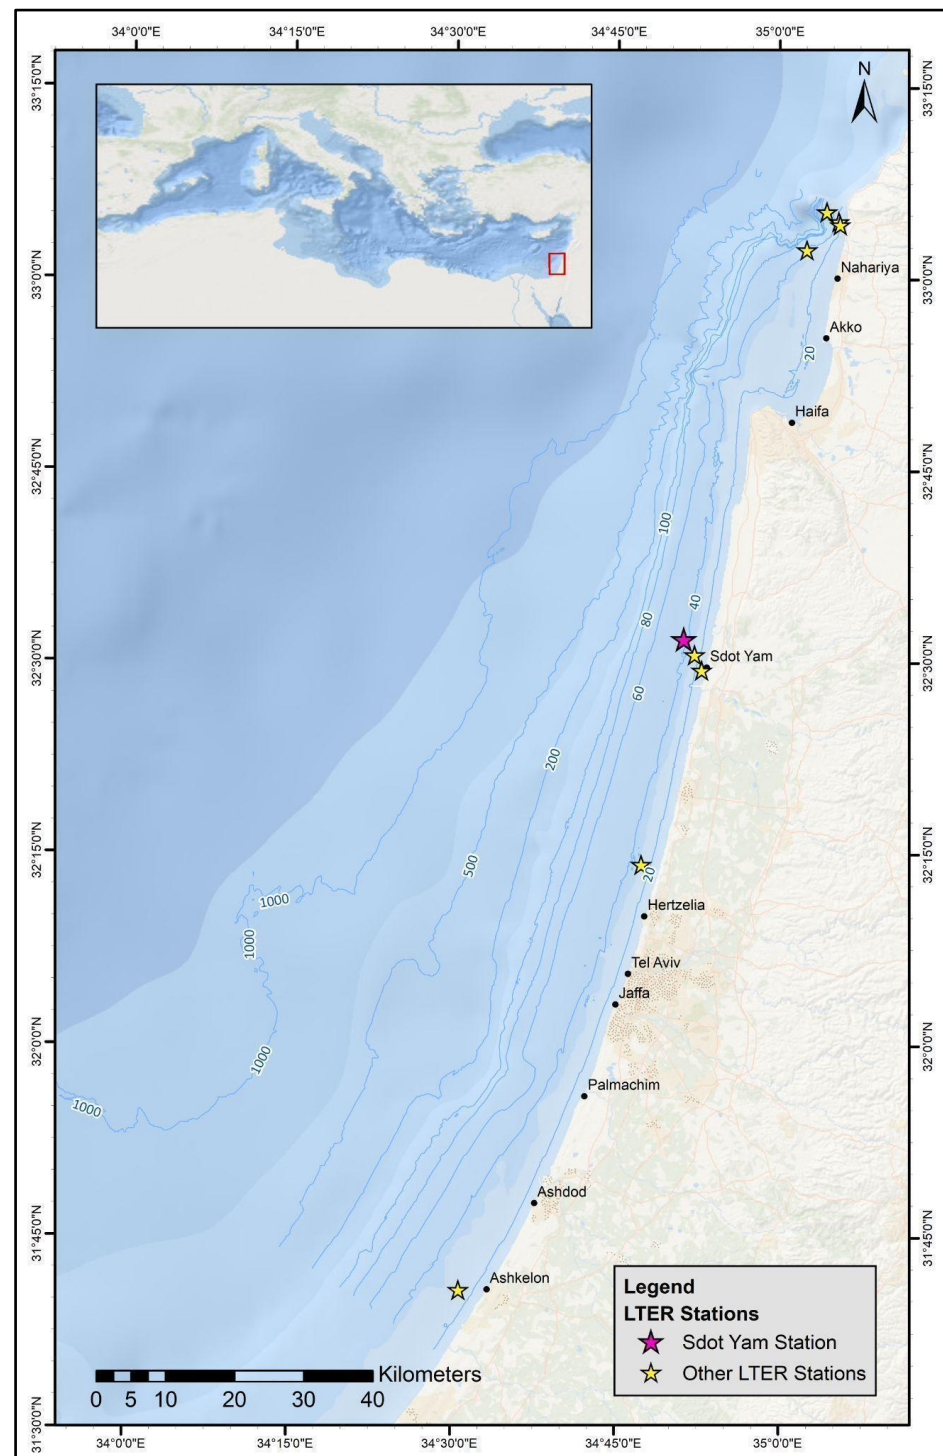 34°0'0"E 34°15'0"E 34°30'0"E 34°45'0"E 35°0'0"E
33°15'0"N 33°15'0"N
N
33°0'0"N 33°0'0"N
Nahariya
Akko
20
Haifa
32°45'0"N 32°45'0"N
100
40
80
Sdot Yam
32°30'0"N 32°30'0"N
60
200
32°15'0"N 32°15'0"N
500
20
1000
Hertzelia
1000
Tel Aviv
Jaffa
32°0'0"N 32°0'0"N
1000
1000
Palmachim
Ashdod
31°45'0"N 31°45'0"N
Ashkelon
Legend
LTER Stations
Sdot Yam Station
Other LTER Stations
Kilometers
0 5 10 20 30 40
31°30'0"N 31°30'0"N
34°0'0"E 34°15'0"E 34°30'0"E 34°45'0"E 35°0'0"E